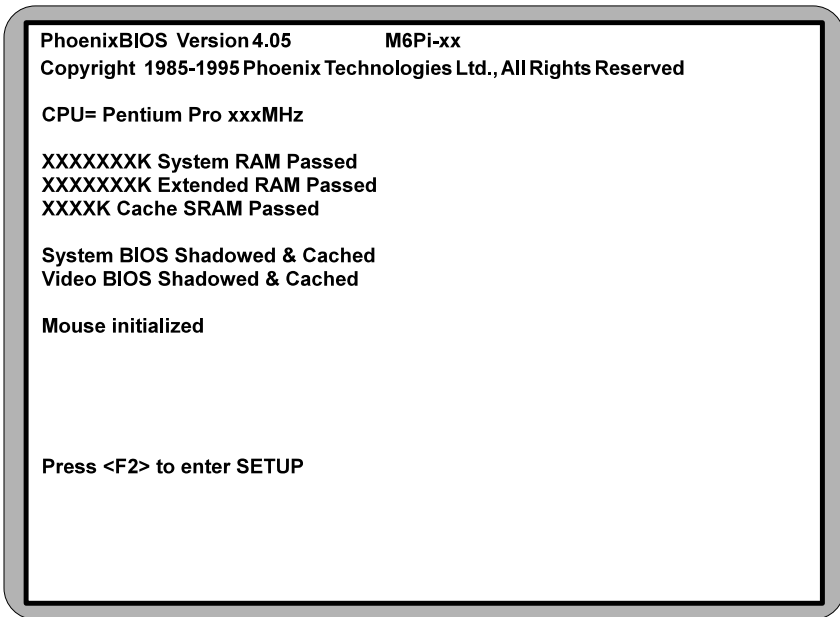 PhoenixBIOS Version 4.05 M6Pi-xx
Copyright 1985-1995 Phoenix Technologies Ltd., All Rights Reserved
CPU= Pentium Pro xxxMHz
XXXXXXXK System RAM Passed
XXXXXXXK Extended RAM Passed
XXXXK Cache SRAM Passed
System BIOS Shadowed & Cached
Video BIOS Shadowed & Cached
Mouse initialized
Press <F2> to enter SETUP